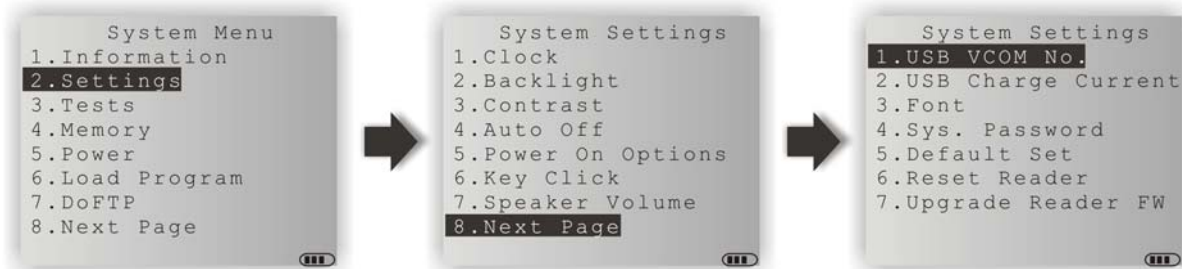 System Menu
1.Information
2.Settings
3.Tests
4.Memory
5.Power
6.Load Program
7.DoFTP
8.Next Page
System Settings
1.Clock
2.Backlight
3.Contrast
4.Auto Off
5.Power On Options
6.Key Click
7.Speaker Volume
8.Next Page
System Settings
1.USB VCOM No.
2.USB Charge Current
3.Font
4.Sys. Password
5.Default Set
6.Reset Reader
7.Upgrade Reader FW